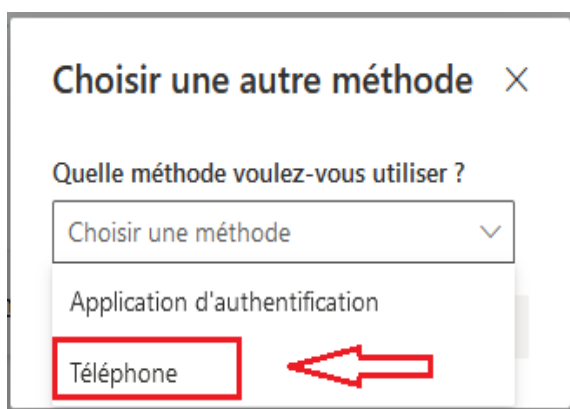 Choisir une autre méthode
Quelle méthode voulez-vous utiliser ?
Choisir une méthode
Application d'authentification
Téléphone